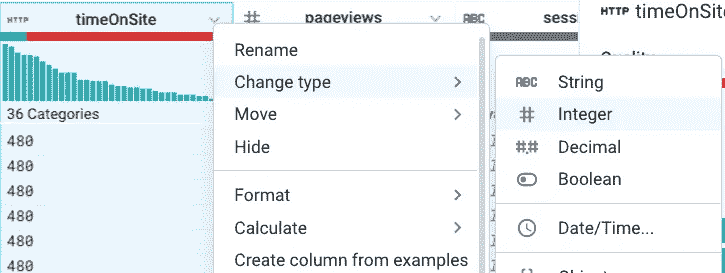 HTTP timeOnSite
# pageviews
ABC sess
HTTP timeOnSite
36 Categories
480
480
480
480
480
480
Rename
Change type
Move
Hide
Format
Calculate
Create column from examples
ABC String
# Integer
#.# Decimal
Boolean
Date/Time...